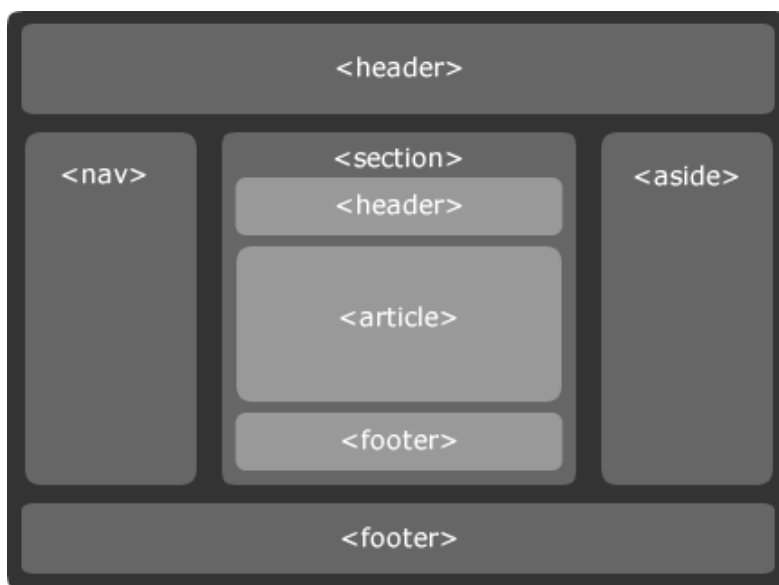 <header>
<nav>
<section>
<header>
<article>
<footer>
<aside>
<footer>